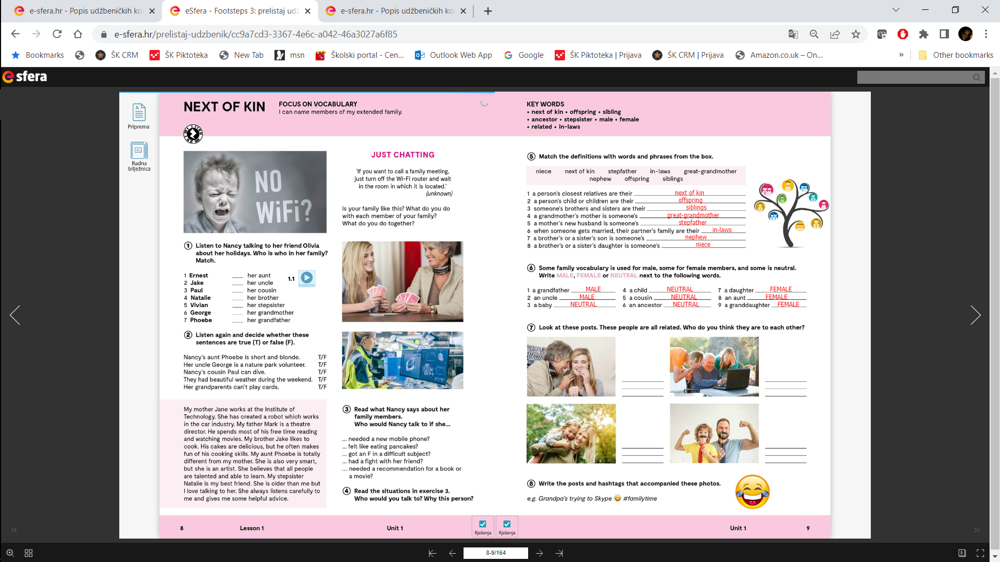 e-sfera.hr - Popis udžbeničkih ko
eSfera - Footsteps 3: prelistaj udž
e-sfera.hr - Popis udžbeničkih ko
e-sfera.hr/prelistaj-udzbenik/cc9a7cd3-3367-4e6c-a042-46a3027a6f85
Bookmarks
ŠK CRM
ŠK Piktoteka
New Tab
msn
Školski portal - Cen...
Outlook Web App
Google
ŠK Piktoteka | Prijava
ŠK CRM | Prijava
Amazon.co.uk – On...
»
Other bookmarks
esfera
Priprema
Radna
bilježnica
NEXT OF KIN
FOCUS ON VOCABULARY
I can name members of my extended family.
NO
WiFi?
1 Listen to Nancy talking to her friend Olivia
about her holidays. Who is who in her family?
Match.
1 Ernest ___ her aunt
2 Jake ___ her uncle
3 Paul ___ her cousin
4 Natalie ___ her brother
5 Vivian ___ her stepsister
6 George ___ her grandmother
7 Phoebe ___ her grandfather
1.1
2 Listen again and decide whether these
sentences are true (T) or false (F).
Nancy's aunt Phoebe is short and blonde. T/F
Her uncle George is a nature park volunteer. T/F
Nancy's cousin Paul can dive. T/F
They had beautiful weather during the weekend. T/F
Her grandparents can't play cards. T/F
My mother Jane works at the Institute of
Technology. She has created a robot which works
in the car industry. My father Mark is a theatre
director. He spends most of his free time reading
and watching movies. My brother Jake likes to
cook. His cakes are delicious, but he often makes
fun of his cooking skills. My aunt Phoebe is totally
different from my mother. She is also very smart,
but she is an artist. She believes that all people
are talented and able to learn. My stepsister
Natalie is my best friend. She is older than me but
I love talking to her. She always listens carefully to
me and gives me some helpful advice.
JUST CHATTING
'If you want to call a family meeting,
just turn off the Wi-Fi router and wait
in the room in which it is located.'
(unknown)
Is your family like this? What do you do
with each member of your family?
What do you do together?
3 Read what Nancy says about her
family members.
Who would Nancy talk to if she...
... needed a new mobile phone?
... felt like eating pancakes?
... got an F in a difficult subject?
... had a fight with her friend?
... needed a recommendation for a book or
a movie?
4 Read the situations in exercise 3.
Who would you talk to? Why this person?
8
Lesson 1
Unit 1
Rješenja
Rješenja
KEY WORDS
• next of kin • offspring • sibling
• ancestor • stepsister • male • female
• related • in-laws
5 Match the definitions with words and phrases from the box.
niece next of kin stepfather in-laws great-grandmother
nephew offspring siblings
1 a person's closest relatives are their next of kin
2 a person's child or children are their offspring
3 someone's brothers and sisters are their siblings
4 a grandmother's mother is someone's great-grandmother
5 a mother's new husband is someone's stepfather
6 when someone gets married, their partner's family are their in-laws
7 a brother's or a sister's son is someone's nephew
8 a brother's or a sister's daughter is someone's niece
6 Some family vocabulary is used for male, some for female members, and some is neutral.
Write MALE, FEMALE or NEUTRAL next to the following words.
1 a grandfather MALE 4 a child NEUTRAL 7 a daughter FEMALE
2 an uncle MALE 5 a cousin NEUTRAL 8 an aunt FEMALE
3 a baby NEUTRAL 6 an ancestor NEUTRAL 9 a granddaughter FEMALE
7 Look at these posts. These people are all related. Who do you think they are to each other?
8 Write the posts and hashtags that accompanied these photos.
e.g. Grandpa's trying to Skype 😂 #familytime
Unit 1
9
8-9/164